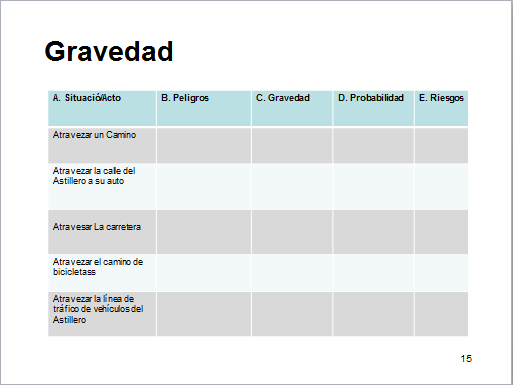 Gravedad
A. Situació/Acto B. Peligros C. Gravedad D. Probabilidad E. Riesgos
Atravezar un Camino
Atravezar la calle del
Astillero a su auto
Atravesar La carretera
Atravezar el camino de
bicicletass
Atravezar la línea de
tráfico de vehículos del
Astillero
15